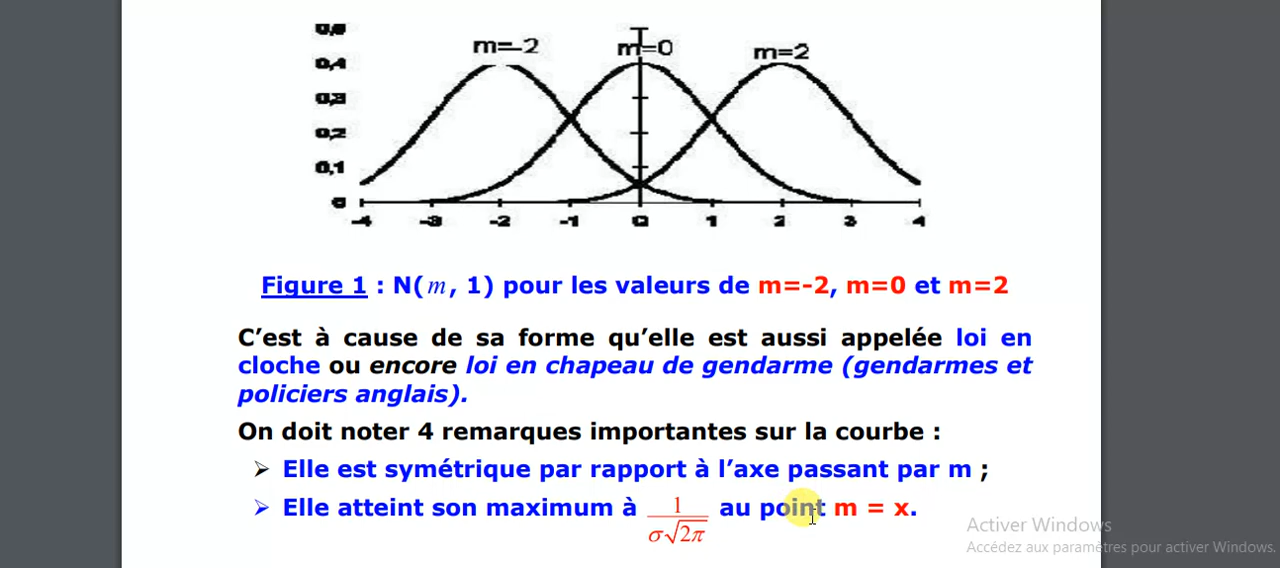 0,5
m=-2 m=0 m=2
0,4
0,3
0,2
0,1
0
-4 -3 -2 -1 0 1 2 3 4
Figure 1 : N(m, 1) pour les valeurs de m=-2, m=0 et m=2
C’est à cause de sa forme qu’elle est aussi appelée loi en
cloche ou encore loi en chapeau de gendarme (gendarmes et
policiers anglais).
On doit noter 4 remarques importantes sur la courbe :
➢ Elle est symétrique par rapport à l’axe passant par m ;
➢ Elle atteint son maximum à 1/(σ√2π) au point m = x.
Activer Windows
Accédez aux paramètres pour activer Windows.